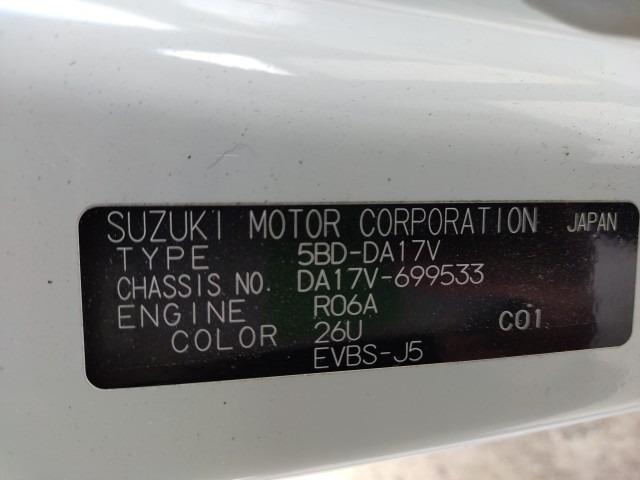 SUZUKI MOTOR CORPORATION JAPAN
TYPE 5BD-DA17V
CHASSIS NO. DA17V-699533
ENGINE R06A
COLOR 26U C01
EVBS-J5